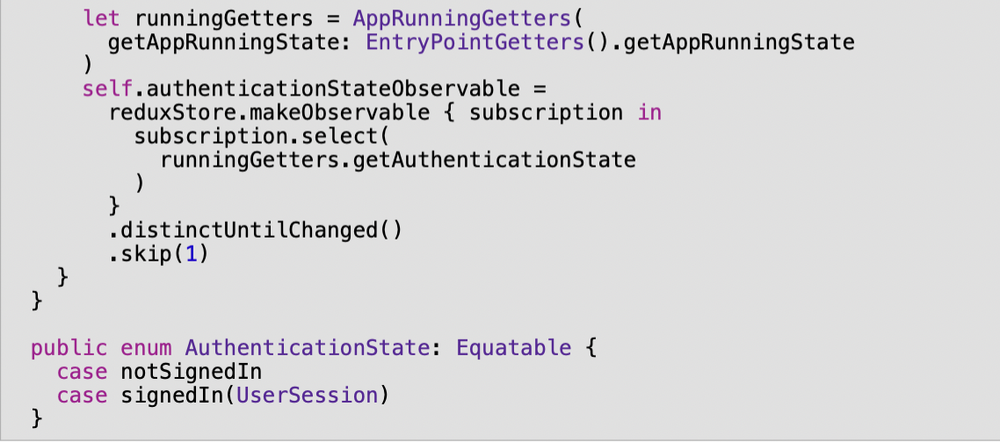 let runningGetters = AppRunningGetters(
      getAppRunningState: EntryPointGetters().getAppRunningState
    )
    self.authenticationStateObservable =
      reduxStore.makeObservable { subscription in
        subscription.select(
          runningGetters.getAuthenticationState
        )
      }
      .distinctUntilChanged()
      .skip(1)
  }
}
public enum AuthenticationState: Equatable {
  case notSignedIn
  case signedIn(UserSession)
}